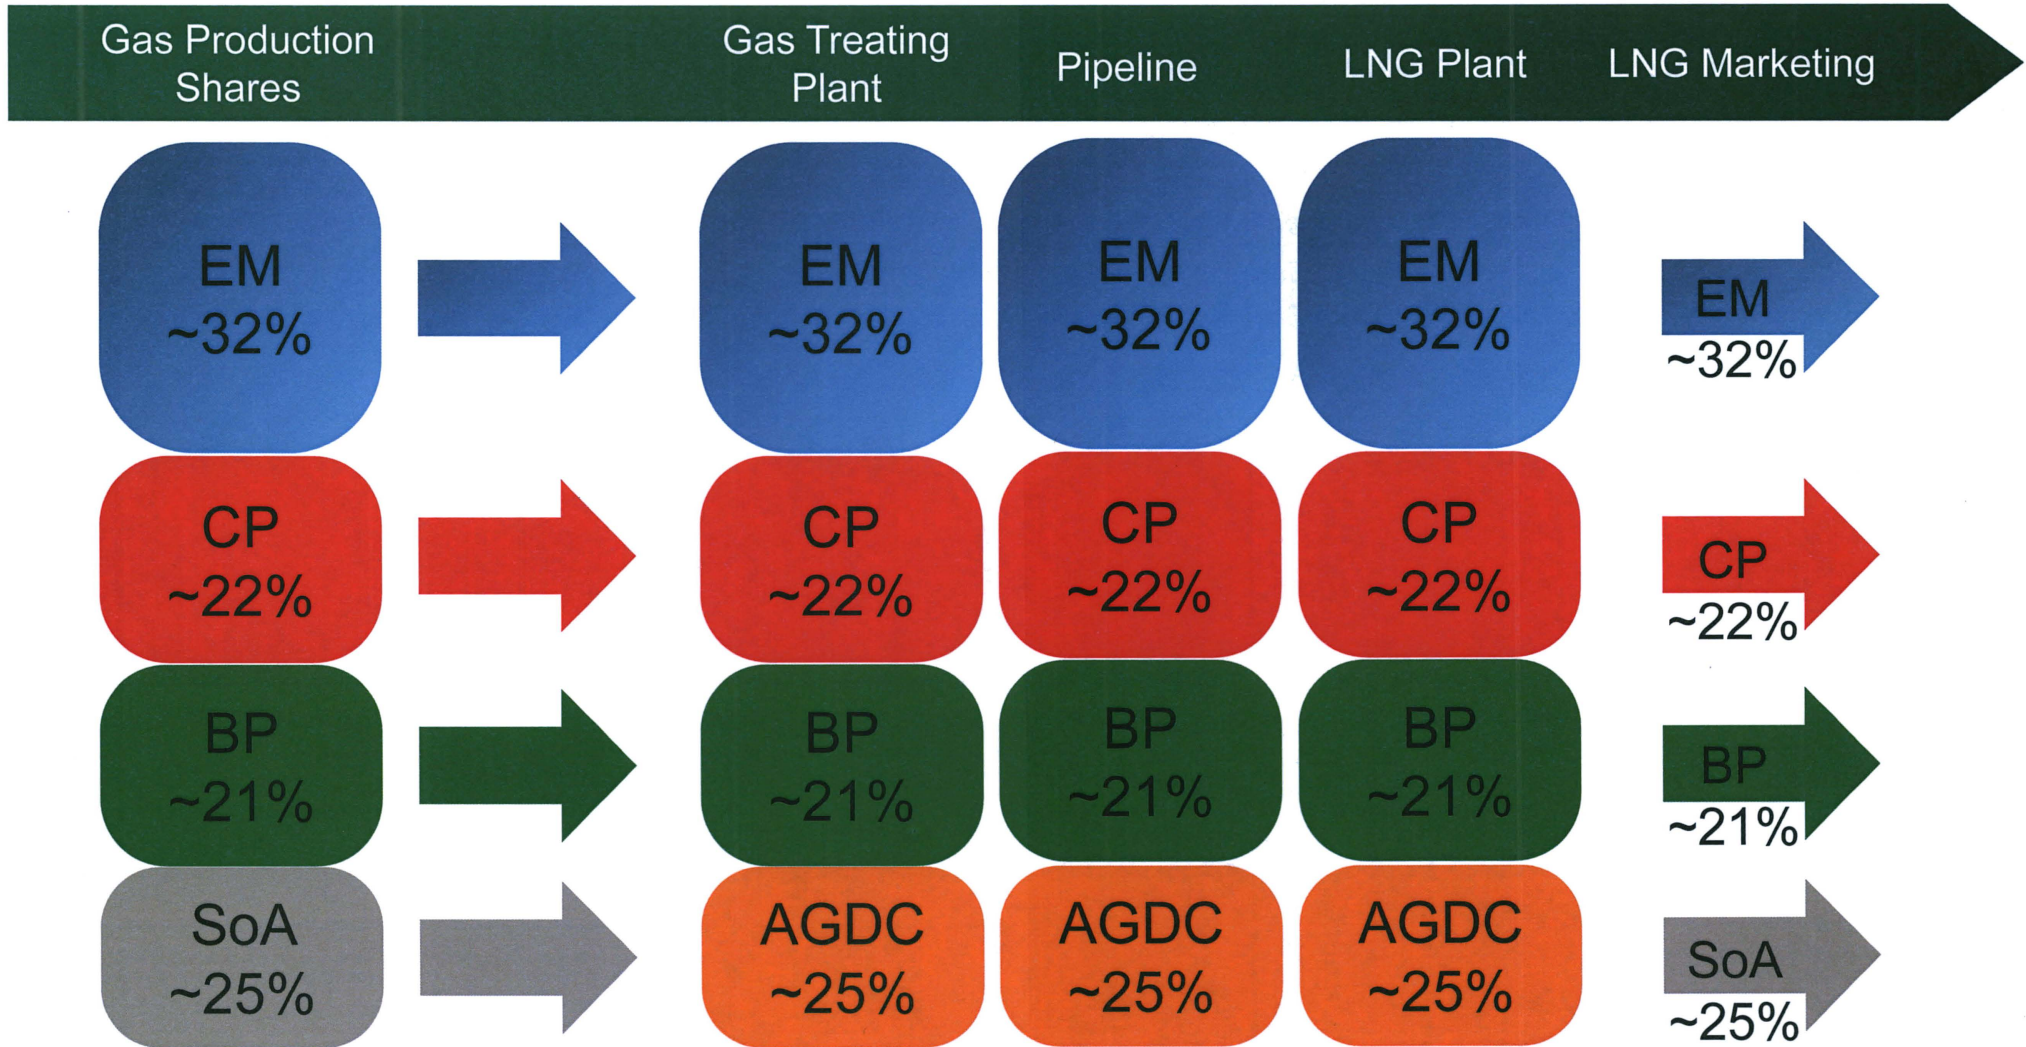 Gas Production
Shares
Gas Treating
Plant
Pipeline
LNG Plant
LNG Marketing
EM
~32%
EM
~32%
EM
~32%
EM
~32%
EM
~32%
CP
~22%
CP
~22%
CP
~22%
CP
~22%
CP
~22%
BP
~21%
BP
~21%
BP
~21%
BP
~21%
BP
~21%
SoA
~25%
AGDC
~25%
AGDC
~25%
AGDC
~25%
SoA
~25%